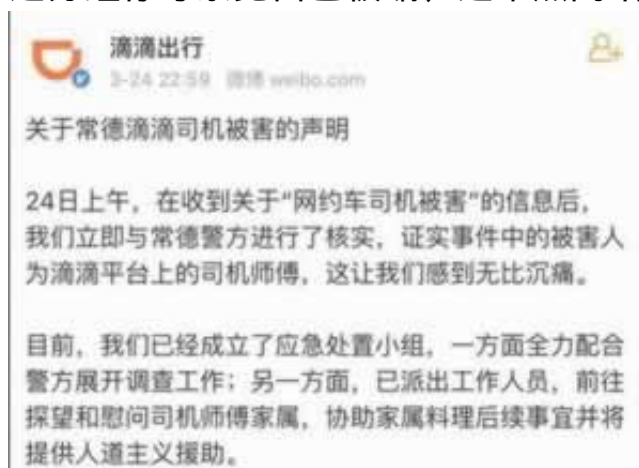 滴滴出行
3-24 22:59 微博 weibo.com
关于常德滴滴司机被害的声明
24日上午，在收到关于“网约车司机被害”的信息后，
我们立即与常德警方进行了核实，证实事件中的被害人
为滴滴平台上的司机师傅，这让我们感到无比沉痛。
目前，我们已经成立了应急处置小组，一方面全力配合
警方展开调查工作；另一方面，已派出工作人员，前往
探望和慰问司机师傅家属，协助家属料理后续事宜并将
提供人道主义援助。